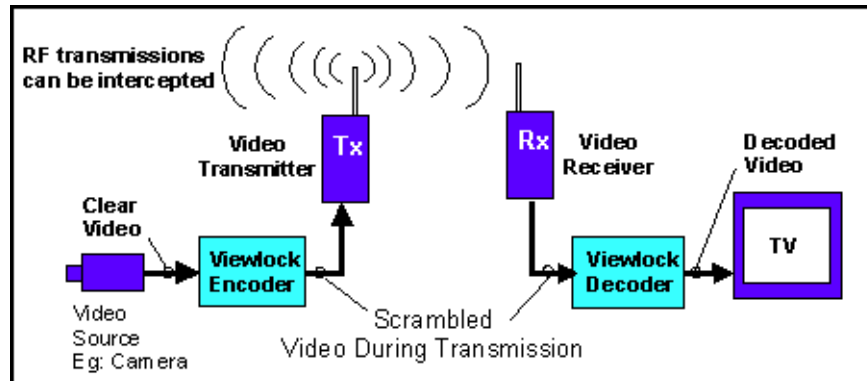 RF transmissions
can be intercepted
Video
Transmitter
Tx
Rx
Video
Receiver
Decoded
Video
Clear
Video
Viewlock
Encoder
Viewlock
Decoder
TV
Video
Source
Eg: Camera
Scrambled
Video During Transmission